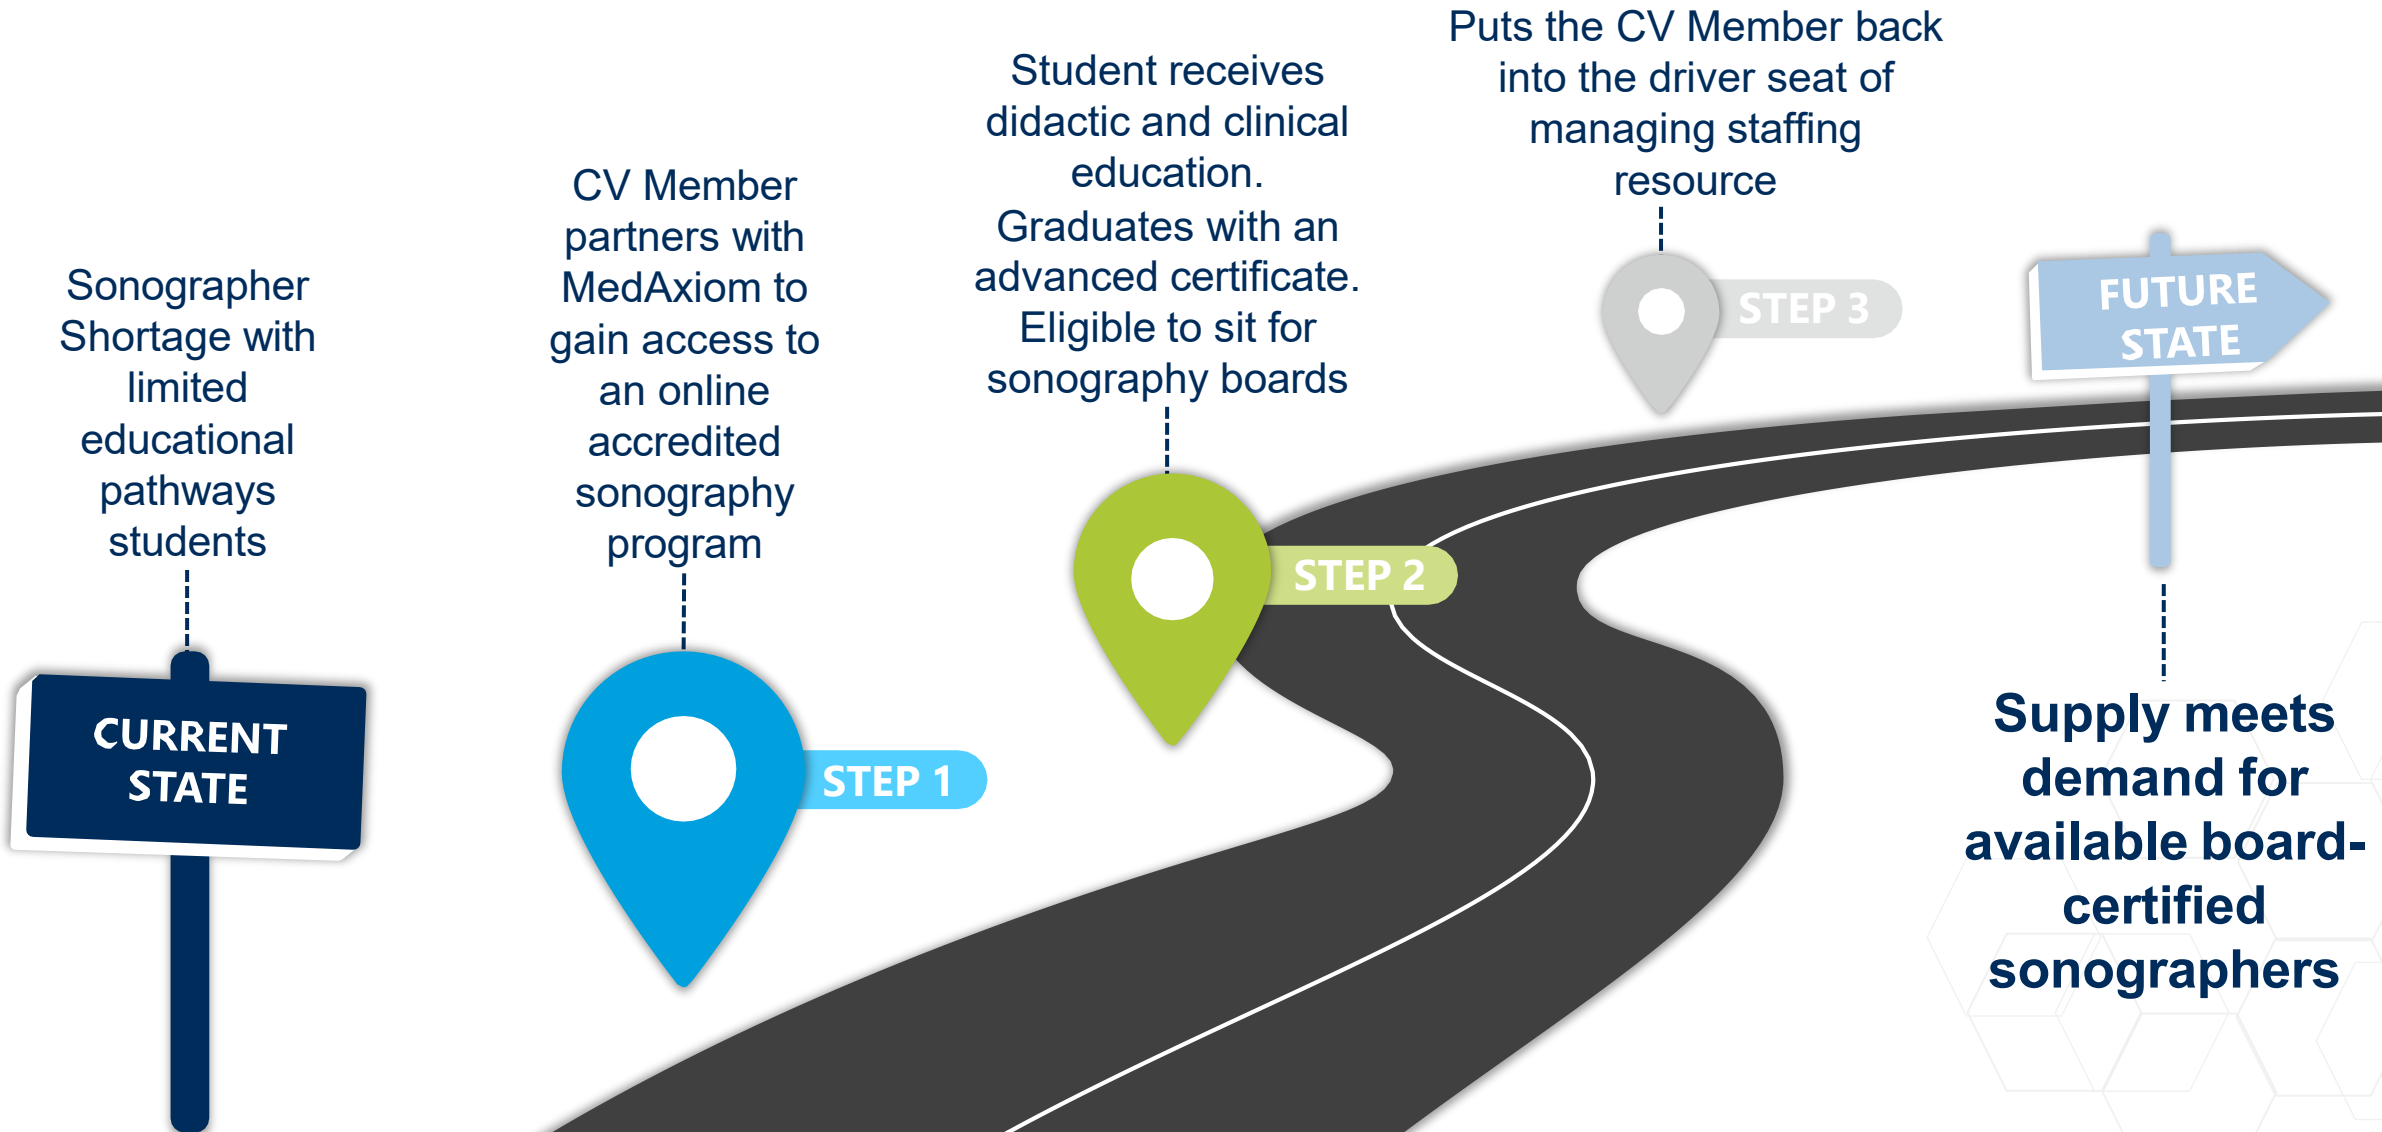 Sonographer
Shortage with
limited
educational
pathways
students
CURRENT
STATE
CV Member
partners with
MedAxiom to
gain access to
an online
accredited
sonography
program
STEP 1
Student receives
didactic and clinical
education.
Graduates with an
advanced certificate.
Eligible to sit for
sonography boards
STEP 2
Puts the CV Member back
into the driver seat of
managing staffing
resource
STEP 3
FUTURE
STATE
Supply meets
demand for
available board-
certified
sonographers